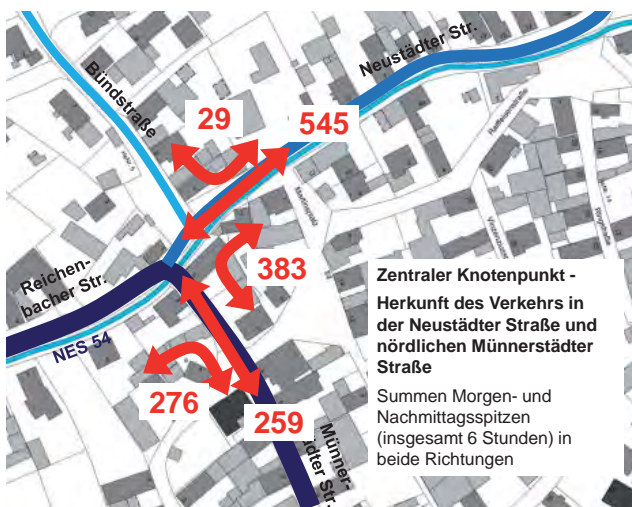 Neustädter Str.
Bündstraße
29
545
383
Reichen-
bacher Str.
NES 54
276
259
Münner-
städter Str.
Zentraler Knotenpunkt -
Herkunft des Verkehrs in
der Neustädter Straße und
nördlichen Münnerstädter
Straße
Summen Morgen- und
Nachmittagsspitzen
(insgesamt 6 Stunden) in
beide Richtungen